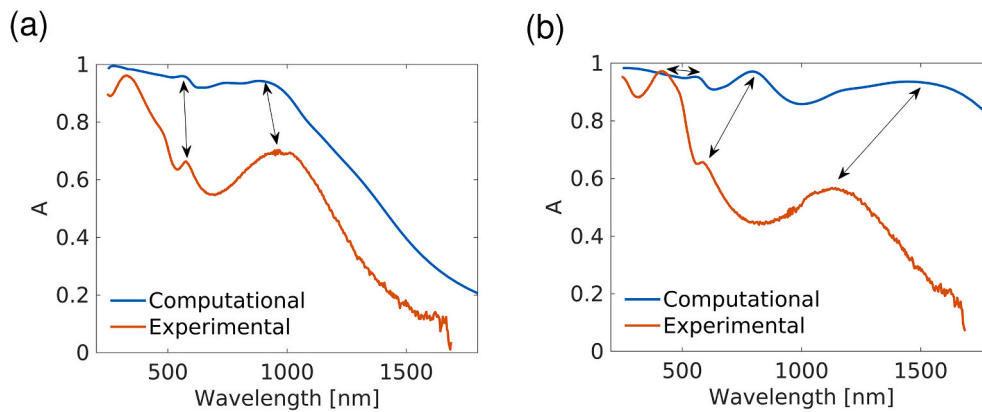 (a)
1
0.8
0.6
0.4
0.2
0
A
Computational
Experimental
500
1000
1500
Wavelength [nm]
(b)
1
0.8
0.6
0.4
0.2
0
A
Computational
Experimental
500
1000
1500
Wavelength [nm]